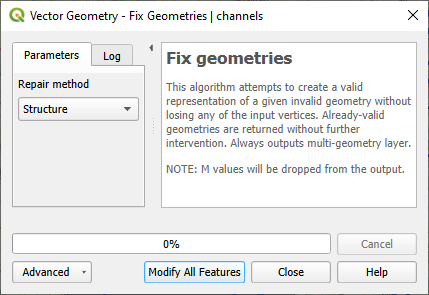 Vector Geometry - Fix Geometries | channels
Parameters
Log
Repair method
Structure
Fix geometries
This algorithm attempts to create a valid
representation of a given invalid geometry without
losing any of the input vertices. Already-valid
geometries are returned without further
intervention. Always outputs multi-geometry layer.
NOTE: M values will be dropped from the output.
0%
Cancel
Advanced
Modify All Features
Close
Help